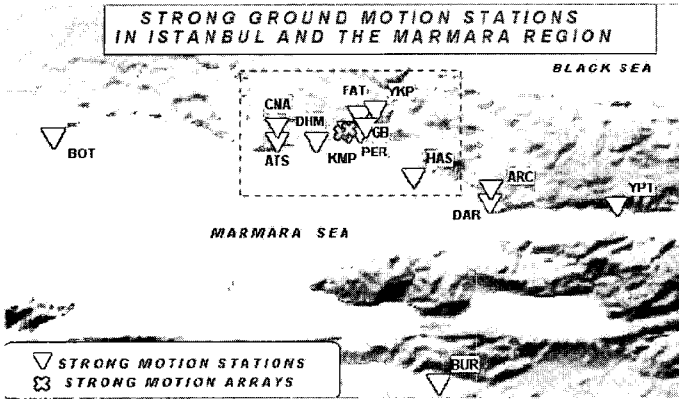 STRONG GROUND MOTION STATIONS
IN ISTANBUL AND THE MARMARA REGION
BLACK SEA
FAT YKP
CNA
DHM
GB
BOT
ATS
KMP PER
HAS
ARC
YPT
DAR
MARMARA SEA
BUR
STRONG MOTION STATIONS
STRONG MOTION ARRAYS